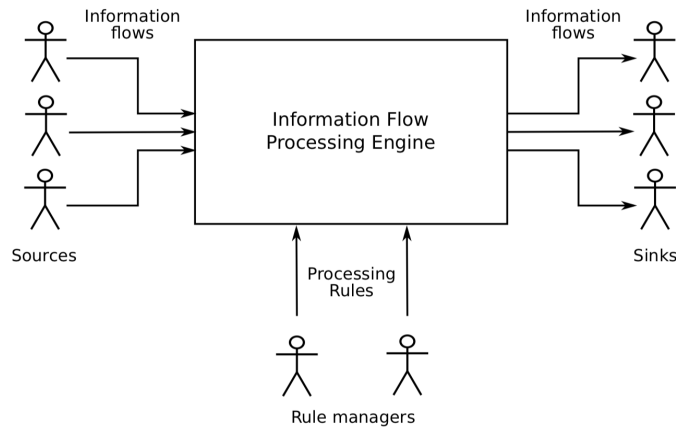 Information
flows
Information
flows
Information Flow
Processing Engine
Sources
Sinks
Processing
Rules
Rule managers